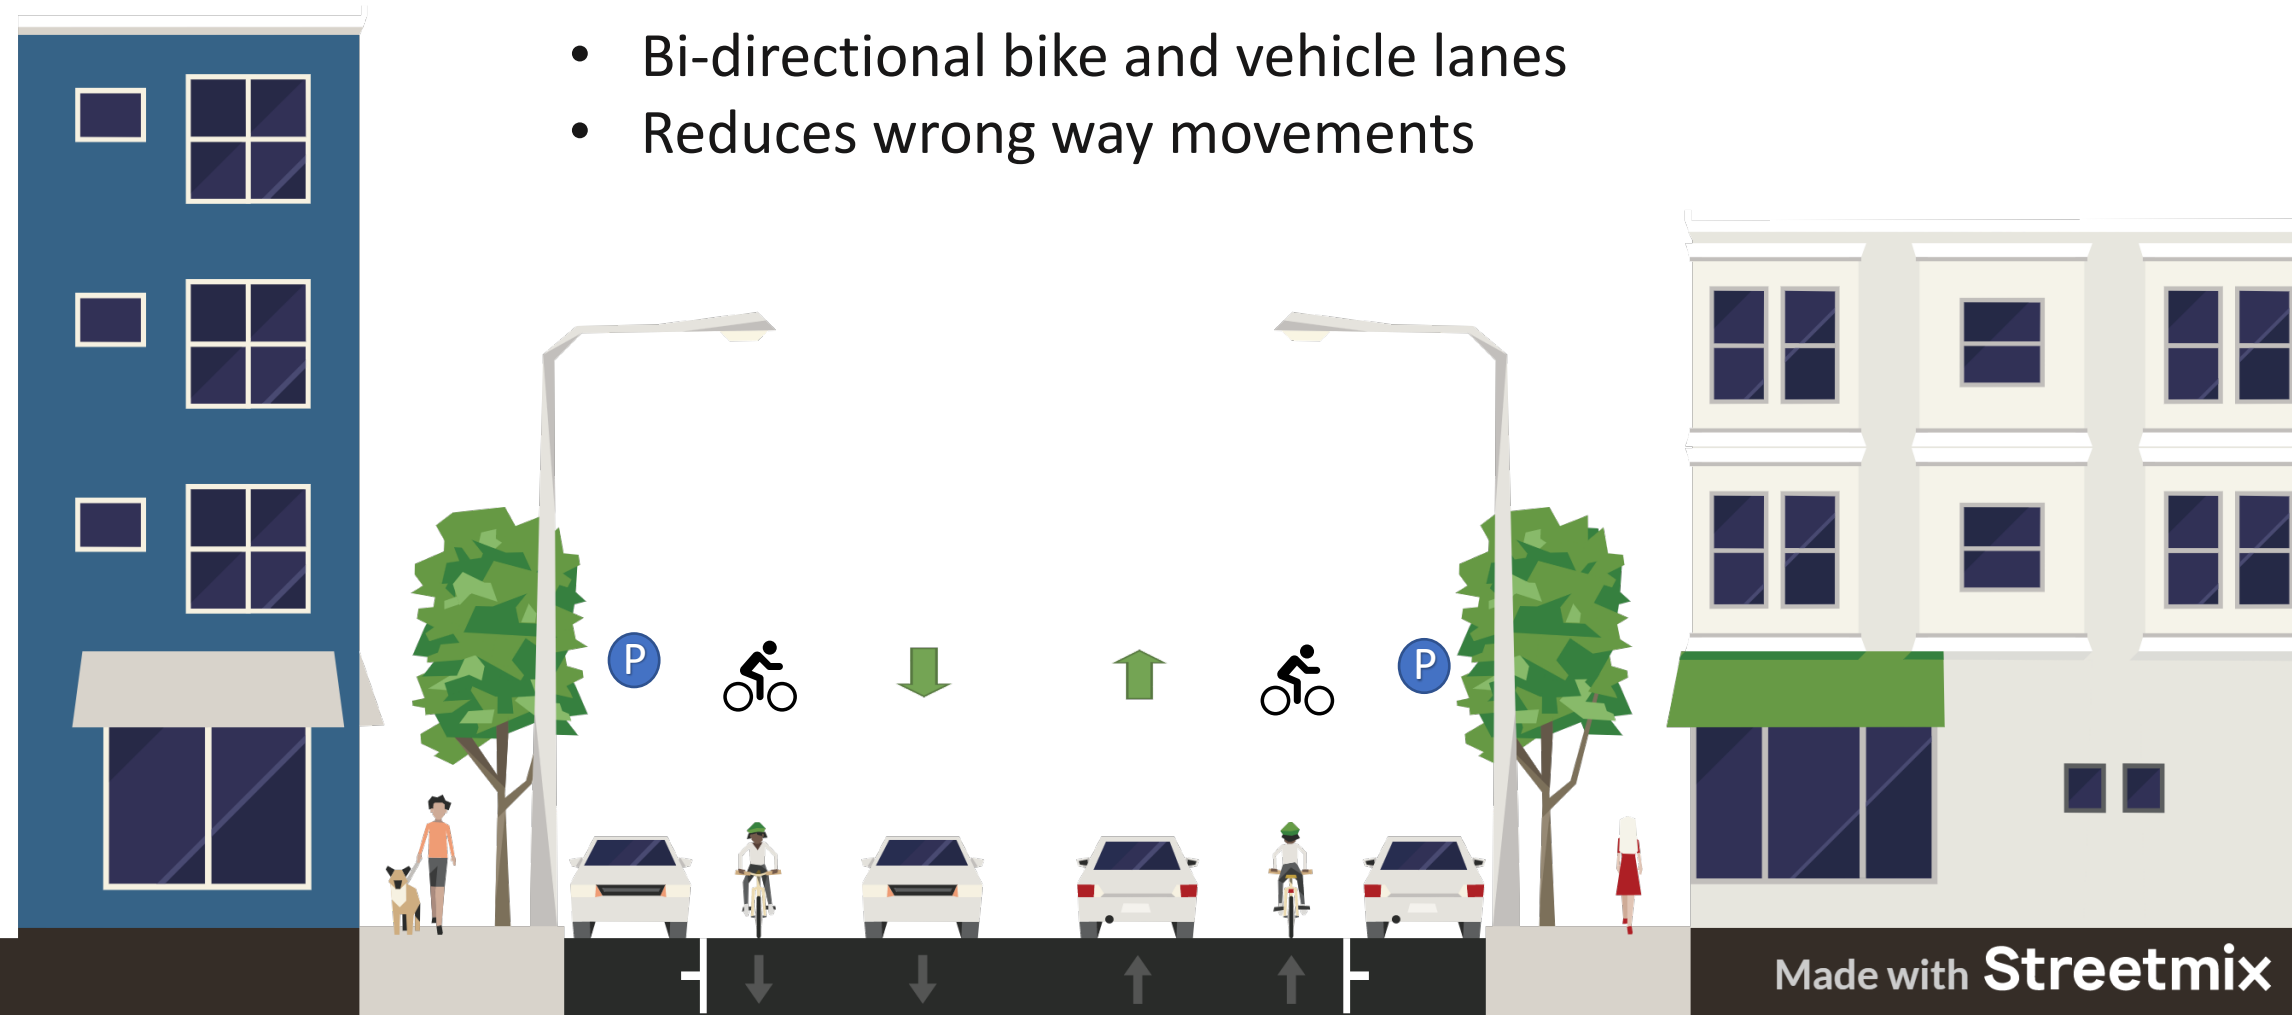 • Bi-directional bike and vehicle lanes
• Reduces wrong way movements
P
P
Made with Streetmix